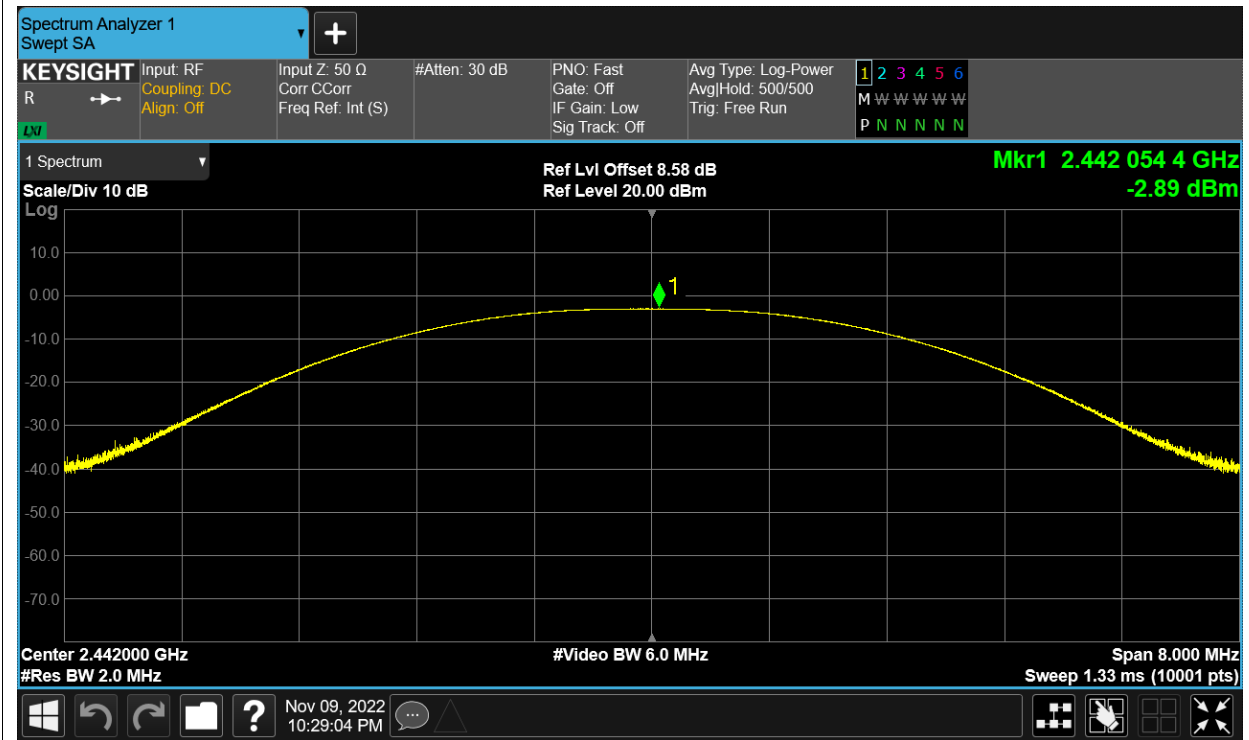 Spectrum Analyzer 1
Swept SA
KEYSIGHT
R
LXI
Input: RF
Coupling: DC
Align: Off
Input Z: 50 Ω
Corr CCorr
Freq Ref: Int (S)
#Atten: 30 dB
PNO: Fast
Gate: Off
IF Gain: Low
Sig Track: Off
Avg Type: Log-Power
Avg|Hold: 500/500
Trig: Free Run
1 2 3 4 5 6
M W W W W W
P N N N N N
1 Spectrum
Scale/Div 10 dB
Log
Ref Lvl Offset 8.58 dB
Ref Level 20.00 dBm
Mkr1 2.442 054 4 GHz
-2.89 dBm
10.0
0.00
-10.0
-20.0
-30.0
-40.0
-50.0
-60.0
-70.0
1
Center 2.442000 GHz
#Res BW 2.0 MHz
#Video BW 6.0 MHz
Span 8.000 MHz
Sweep 1.33 ms (10001 pts)
?
Nov 09, 2022
10:29:04 PM